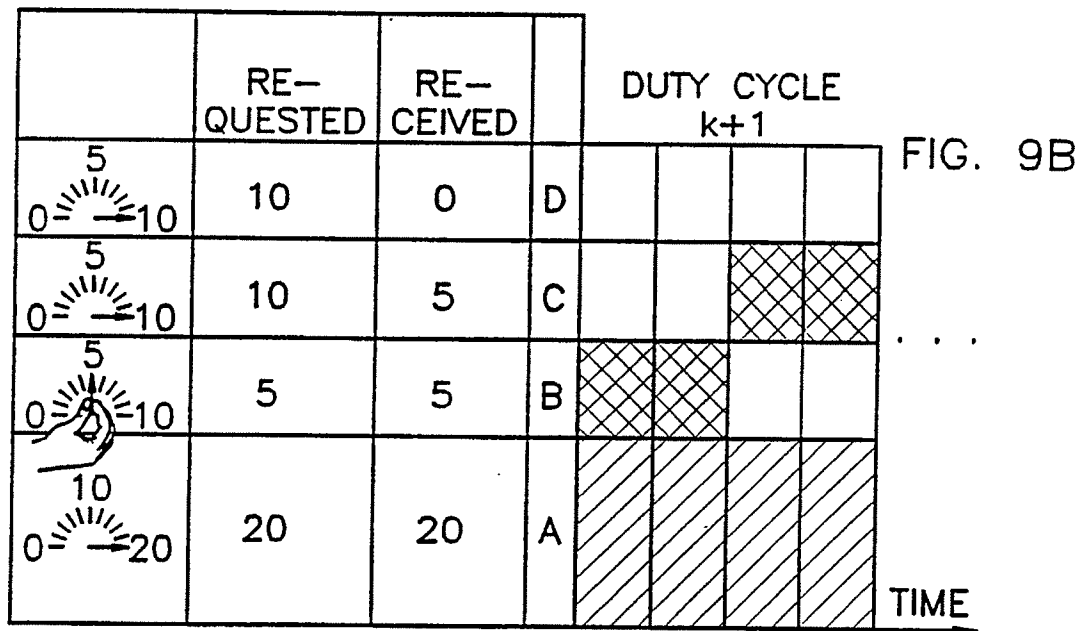 RE–QUESTED
RE–CEIVED
DUTY CYCLE
k+1
FIG. 9B
5
0 10
10 0 D
5
0 10
10 5 C
. . .
5
0 10
5 5 B
10
0 20
20 20 A
TIME